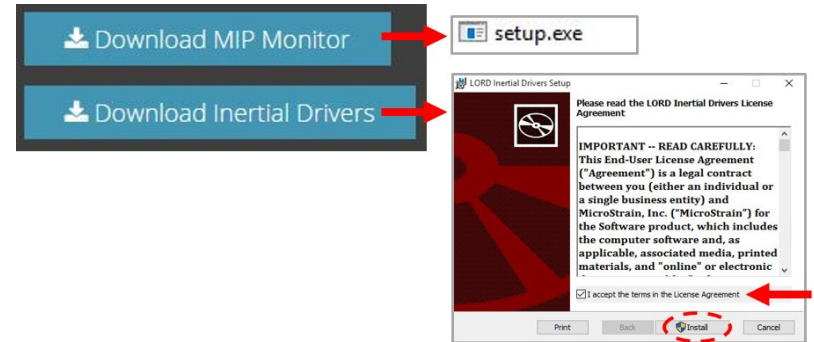 Download MIP Monitor
setup.exe
Download Inertial Drivers
LORD Inertial Drivers Setup
Please read the LORD Inertial Drivers License
Agreement
IMPORTANT -- READ CAREFULLY:
This End-User License Agreement
("Agreement") is a legal contract
between you (either an individual or
a single business entity) and
MicroStrain, Inc. ("MicroStrain") for
the Software product, which includes
the computer software and, as
applicable, associated media, printed
materials, and "online" or electronic
I accept the terms in the License Agreement
Print
Back
Install
Cancel